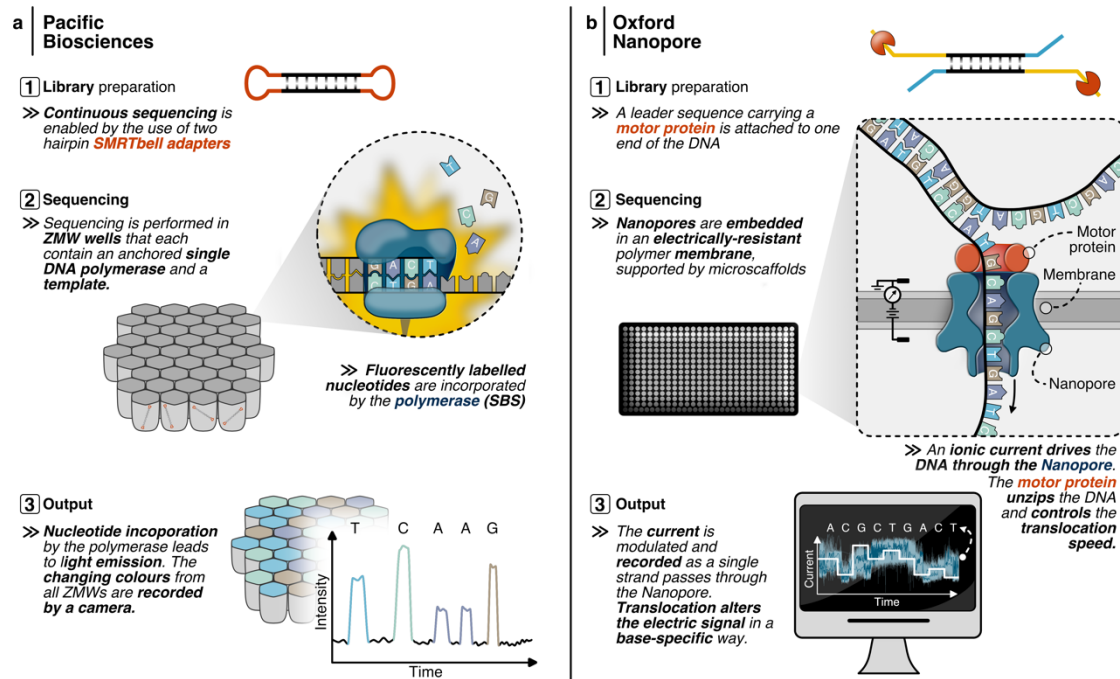 a
Pacific
Biosciences
1 Library preparation
≫ Continuous sequencing is
enabled by the use of two
hairpin SMRTbell adapters
2 Sequencing
≫ Sequencing is performed in
ZMW wells that each
contain an anchored single
DNA polymerase and a
template.
T
G
C
A
G A C T
C T G A
≫ Fluorescently labelled
nucleotides are incorporated
by the polymerase (SBS)
3 Output
≫ Nucleotide incoporation
by the polymerase leads
to light emission. The
changing colours from
all ZMWs are recorded
by a camera.
T C A A G
Intensity
Time
b
Oxford
Nanopore
1 Library preparation
≫ A leader sequence carrying a
motor protein is attached to one
end of the DNA
2 Sequencing
≫ Nanopores are embedded
in an electrically-resistant
polymer membrane,
supported by microscaffolds
Motor
protein
Membrane
Nanopore
C
A
G
C
T
G
A
C
≫ An ionic current drives the
DNA through the Nanopore.
The motor protein
unzips the DNA
and controls the
translocation
speed.
3 Output
≫ The current is
modulated and
recorded as a single
strand passes through
the Nanopore.
Translocation alters
the electric signal in a
base-specific way.
A C G C T G A C T
Current
Time